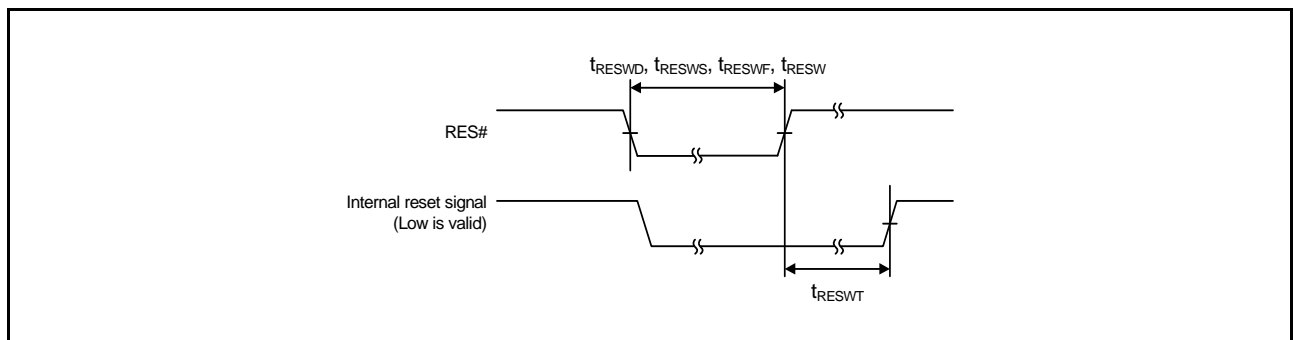 tRESWD, tRESWS, tRESWF, tRESW
RES#
Internal reset signal
(Low is valid)
tRESWT